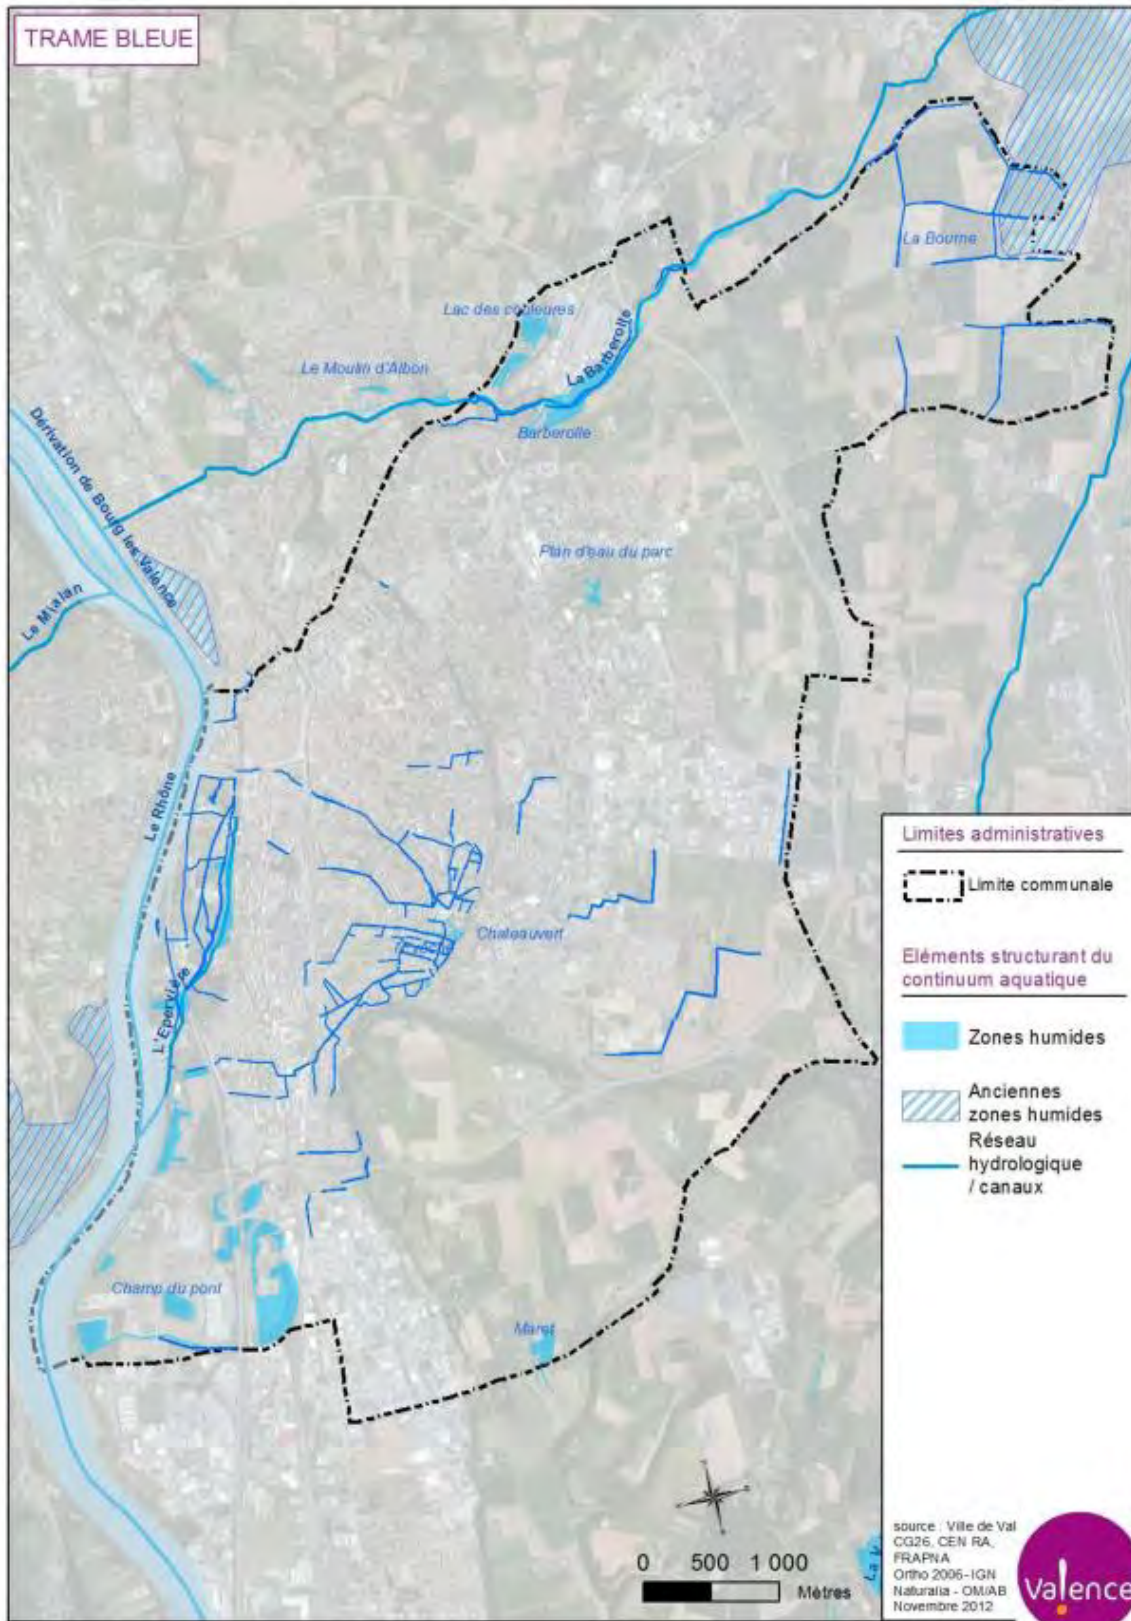 TRAME BLEUE
La Bourne
Lac des couleures
La Barberolle
Le Moulin d'Albon
Barberolle
Dérivation de Bourg les Valence
Plan d'eau du parc
Le Mialan
Le Rhône
Chateauvert
L'Epervière
Champ du pont
Maret
Limites administratives
Limite communale
Eléments structurant du
continuum aquatique
Zones humides
Anciennes
zones humides
Réseau
hydrologique
/ canaux
0 500 1 000
Mètres
source : Ville de Val
CG26, CEN RA,
FRAPNA
Ortho 2006- IGN
Naturalia - OM/AB
Novembre 2012
Valence